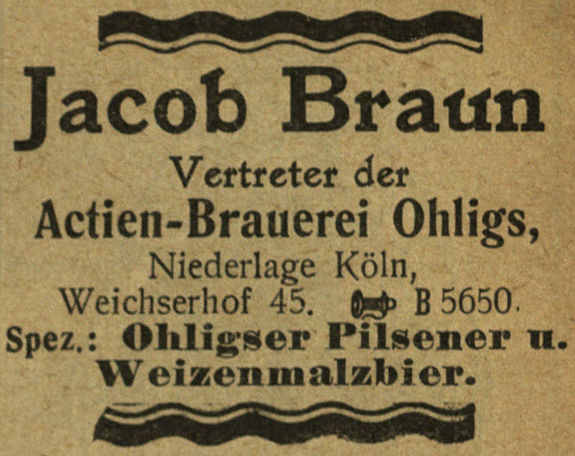 Jacob Braun
Vertreter der
Actien-Brauerei Ohligs,
Niederlage Köln,
Weichserhof 45. B 5650.
Spez.: Ohligser Pilsener u.
Weizenmalzbier.